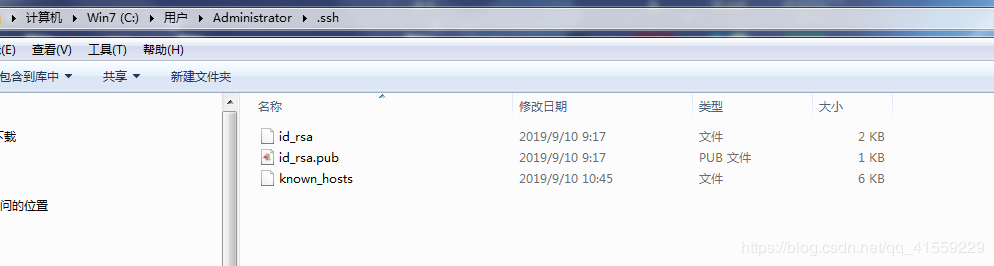 计算机 ▸ Win7 (C:) ▸ 用户 ▸ Administrator ▸ .ssh
(E) 查看(V) 工具(T) 帮助(H)
包含到库中 共享 新建文件夹
名称 修改日期 类型 大小
下载
id_rsa 2019/9/10 9:17 文件 2 KB
id_rsa.pub 2019/9/10 9:17 PUB 文件 1 KB
known_hosts 2019/9/10 10:45 文件 6 KB
问的位置
https://blog.csdn.net/qq_41559229